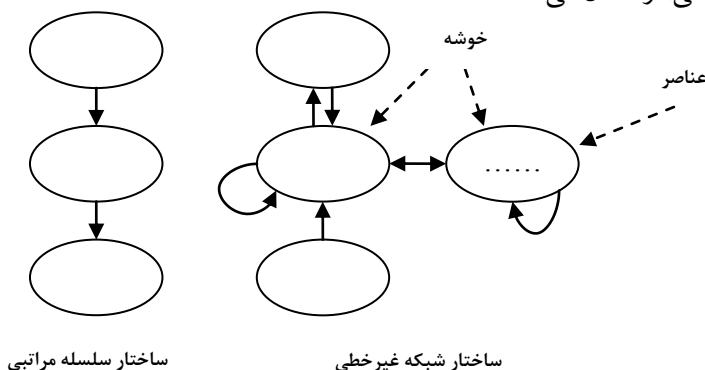 خوشه
عناصر
......
ساختار شبکه غیرخطی
ساختار سلسله مراتبی